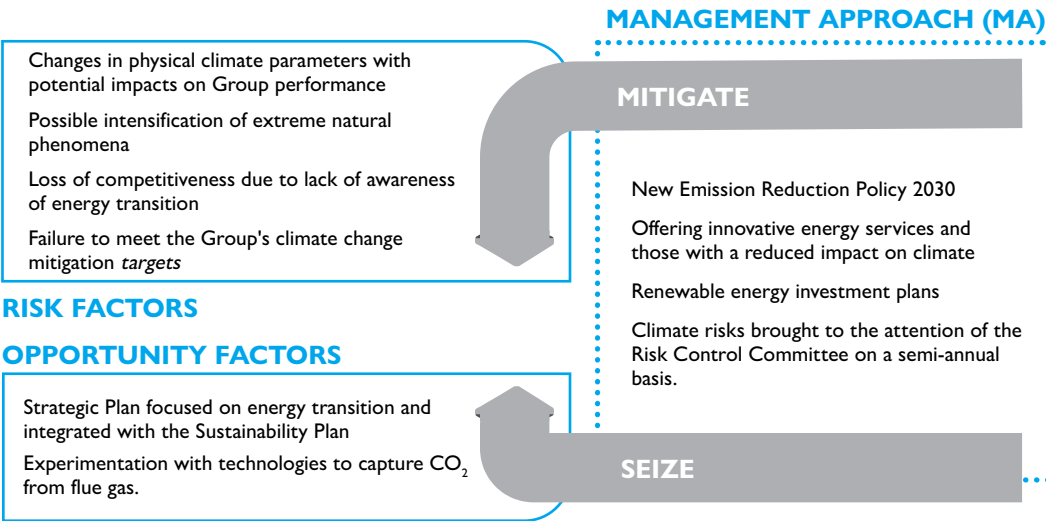 MANAGEMENT APPROACH (MA)
Changes in physical climate parameters with
potential impacts on Group performance
Possible intensification of extreme natural
phenomena
Loss of competitiveness due to lack of awareness
of energy transition
Failure to meet the Group's climate change
mitigation targets
RISK FACTORS
OPPORTUNITY FACTORS
Strategic Plan focused on energy transition and
integrated with the Sustainability Plan
Experimentation with technologies to capture CO₂
from flue gas.
MITIGATE
New Emission Reduction Policy 2030
Offering innovative energy services and
those with a reduced impact on climate
Renewable energy investment plans
Climate risks brought to the attention of the
Risk Control Committee on a semi-annual
basis.
SEIZE